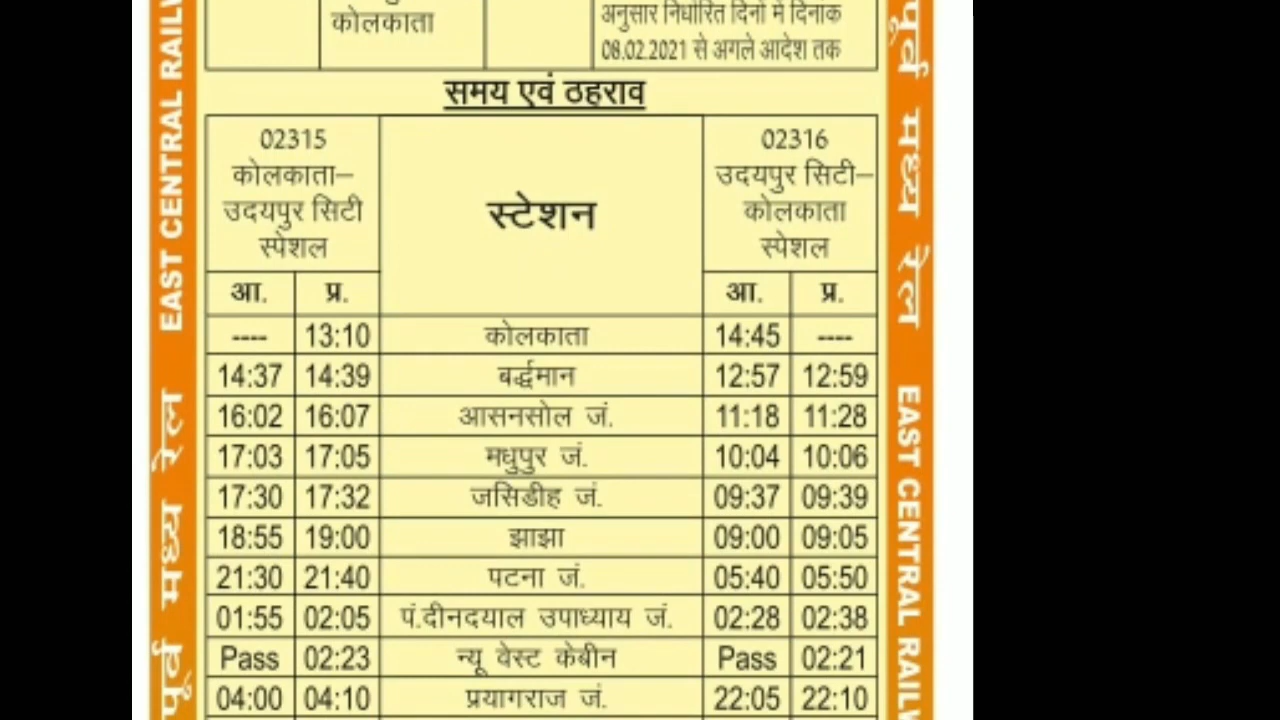 कोलकाता
अनुसार निर्धारित दिनों में दिनांक
08.02.2021 से अगले आदेश तक
समय एवं ठहराव
02315
कोलकाता–
उदयपुर सिटी
स्पेशल
स्टेशन
02316
उदयपुर सिटी–
कोलकाता
स्पेशल
आ. प्र. आ. प्र.
---- 13:10 कोलकाता 14:45 ----
14:37 14:39 बर्द्धमान 12:57 12:59
16:02 16:07 आसनसोल जं. 11:18 11:28
17:03 17:05 मधुपुर जं. 10:04 10:06
17:30 17:32 जसिडीह जं. 09:37 09:39
18:55 19:00 झाझा 09:00 09:05
21:30 21:40 पटना जं. 05:40 05:50
01:55 02:05 पं.दीनदयाल उपाध्याय जं. 02:28 02:38
Pass 02:23 न्यू वेस्ट केबीन Pass 02:21
04:00 04:10 प्रयागराज जं. 22:05 22:10
पूर्व मध्य रेल EAST CENTRAL RAILW
पूर्व मध्य रेल EAST CENTRAL RAILW